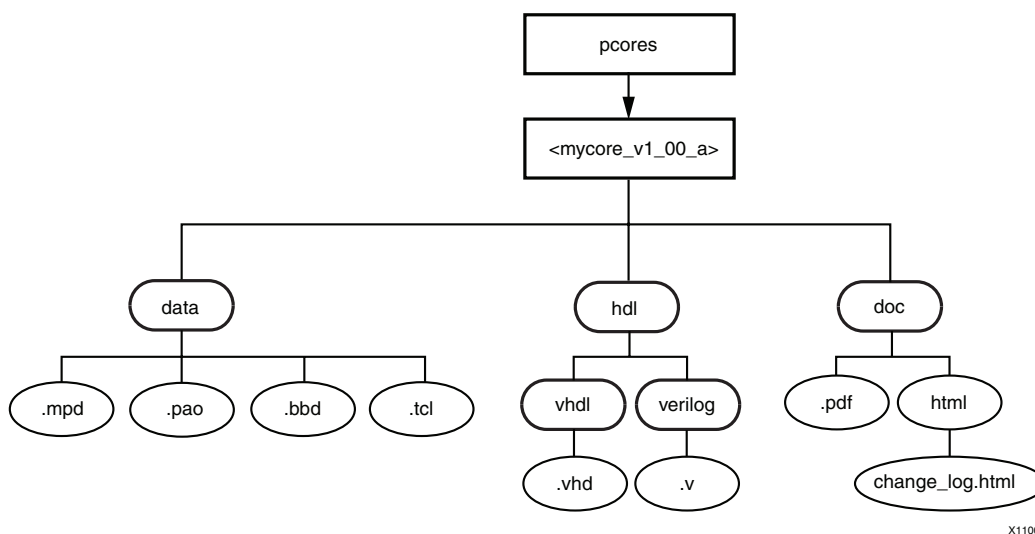 pcores
<mycore_v1_00_a>
data
hdl
doc
.mpd
.pao
.bbd
.tcl
vhdl
verilog
.pdf
html
.vhd
.v
change_log.html